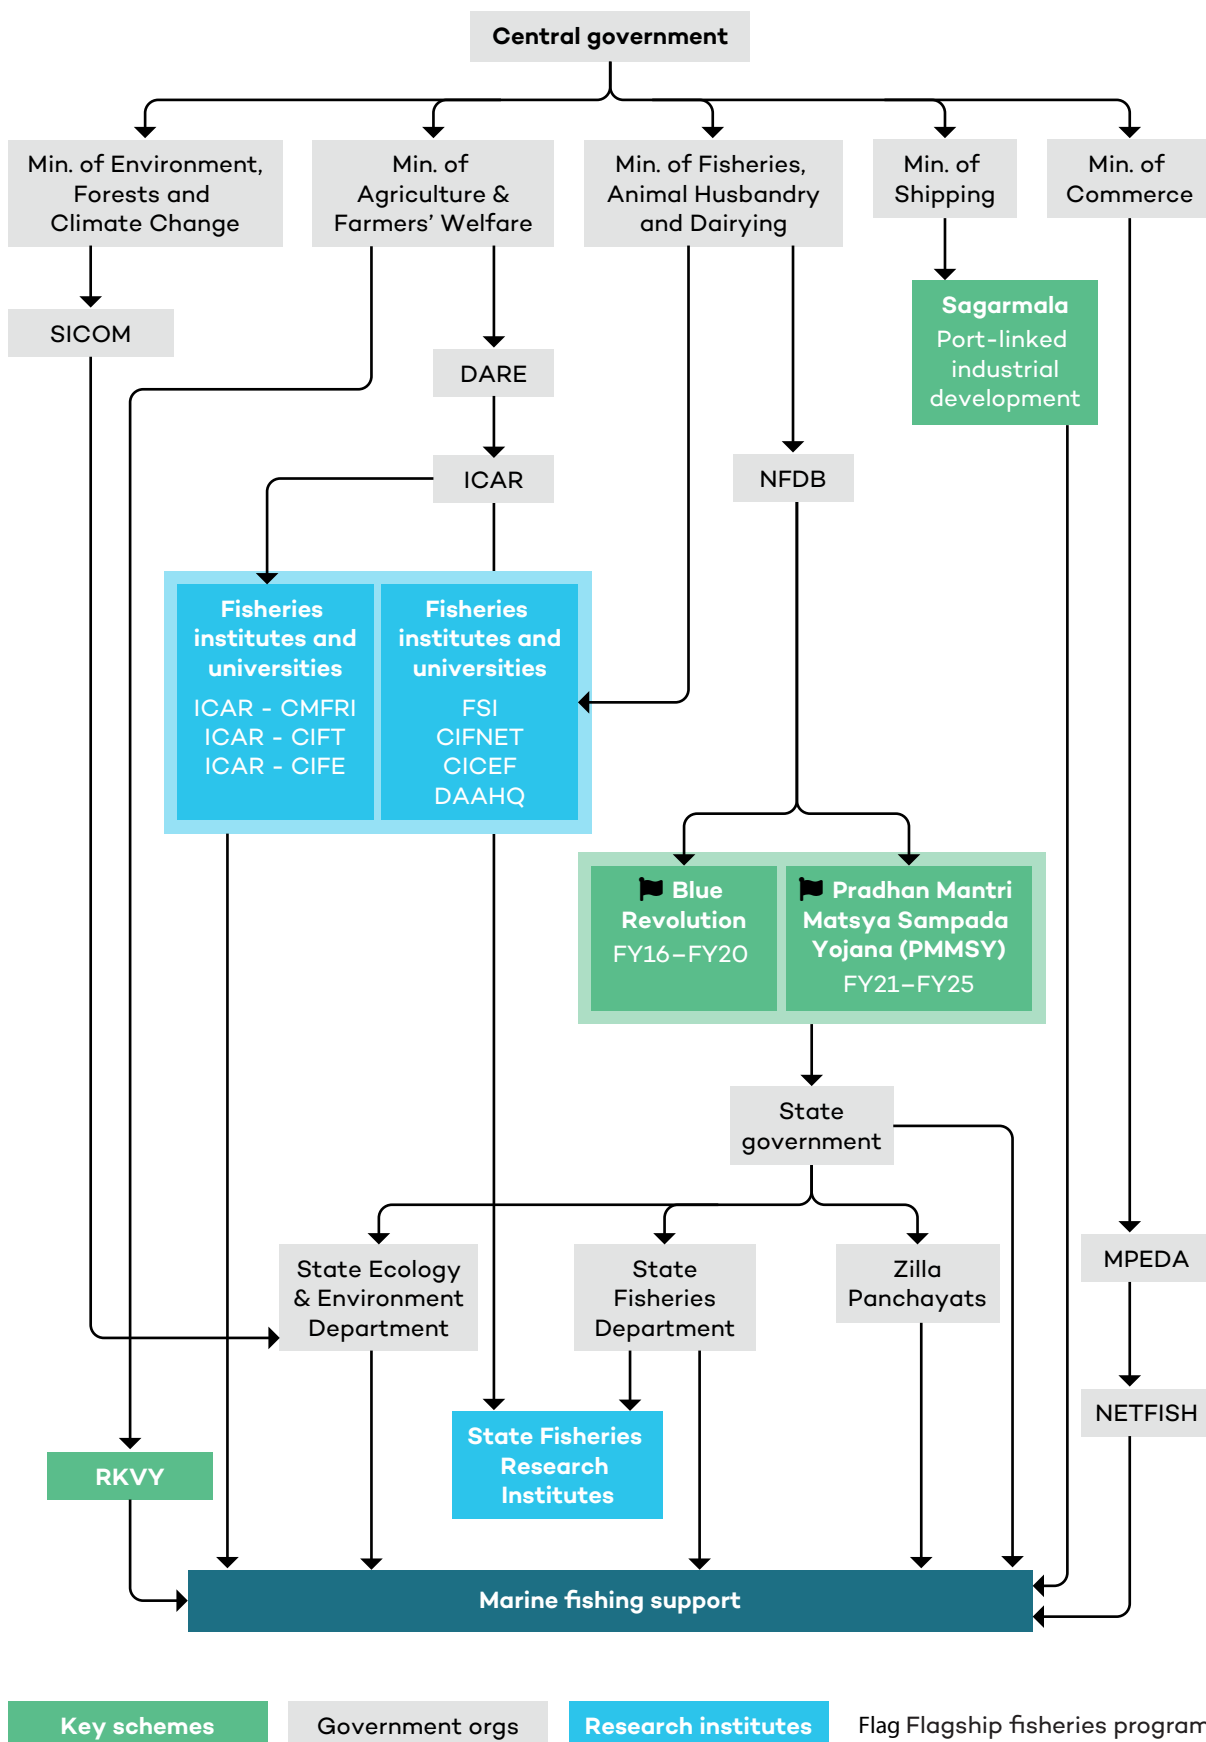 Central government
Min. of Environment,
Forests and
Climate Change
Min. of
Agriculture &
Farmers' Welfare
Min. of Fisheries,
Animal Husbandry
and Dairying
Min. of
Shipping
Min. of
Commerce
SICOM
DARE
Sagarmala
Port-linked
industrial
development
ICAR
NFDB
Fisheries
institutes and
universities
ICAR - CMFRI
ICAR - CIFT
ICAR - CIFE
Fisheries
institutes and
universities
FSI
CIFNET
CICEF
DAAHQ
Blue
Revolution
FY16–FY20
Pradhan Mantri
Matsya Sampada
Yojana (PMMSY)
FY21–FY25
State
government
State Ecology
& Environment
Department
State
Fisheries
Department
Zilla
Panchayats
MPEDA
NETFISH
State Fisheries
Research
Institutes
RKVY
Marine fishing support
Key schemes
Government orgs
Research institutes
Flag Flagship fisheries program